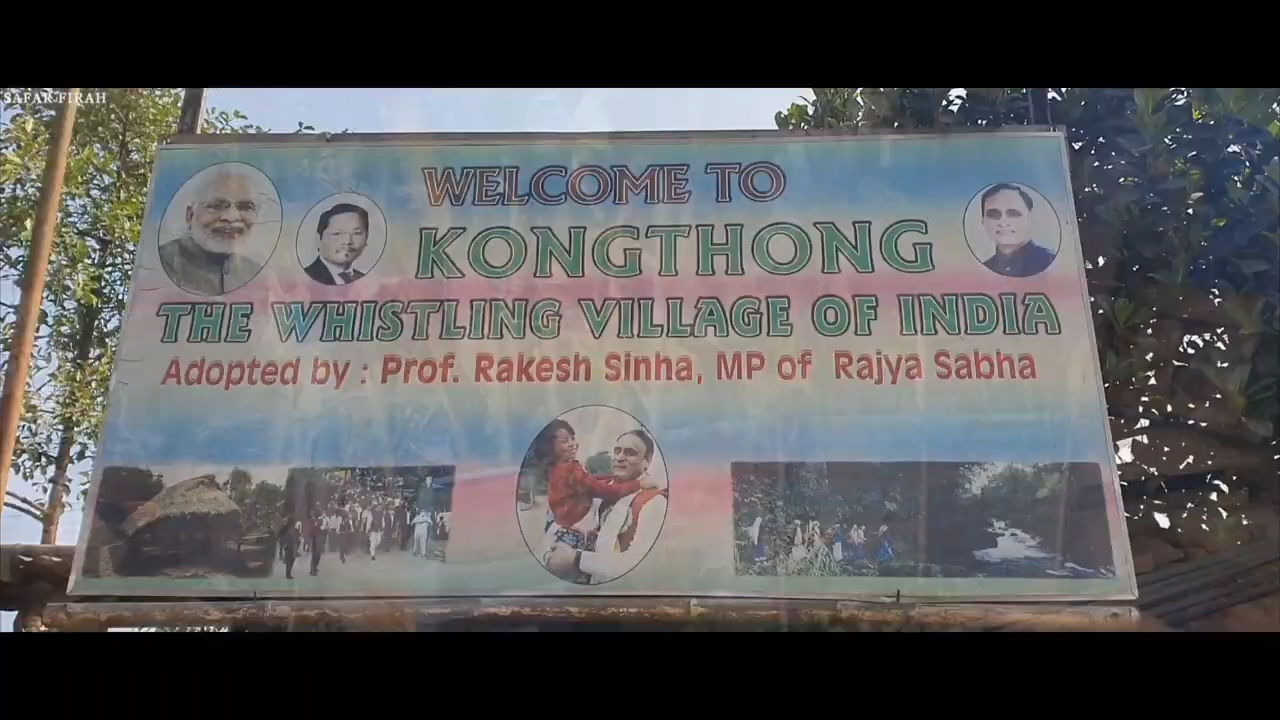 SAFAR FIRAH
WELCOME TO
KONGTHONG
THE WHISTLING VILLAGE OF INDIA
Adopted by : Prof. Rakesh Sinha, MP of Rajya Sabha